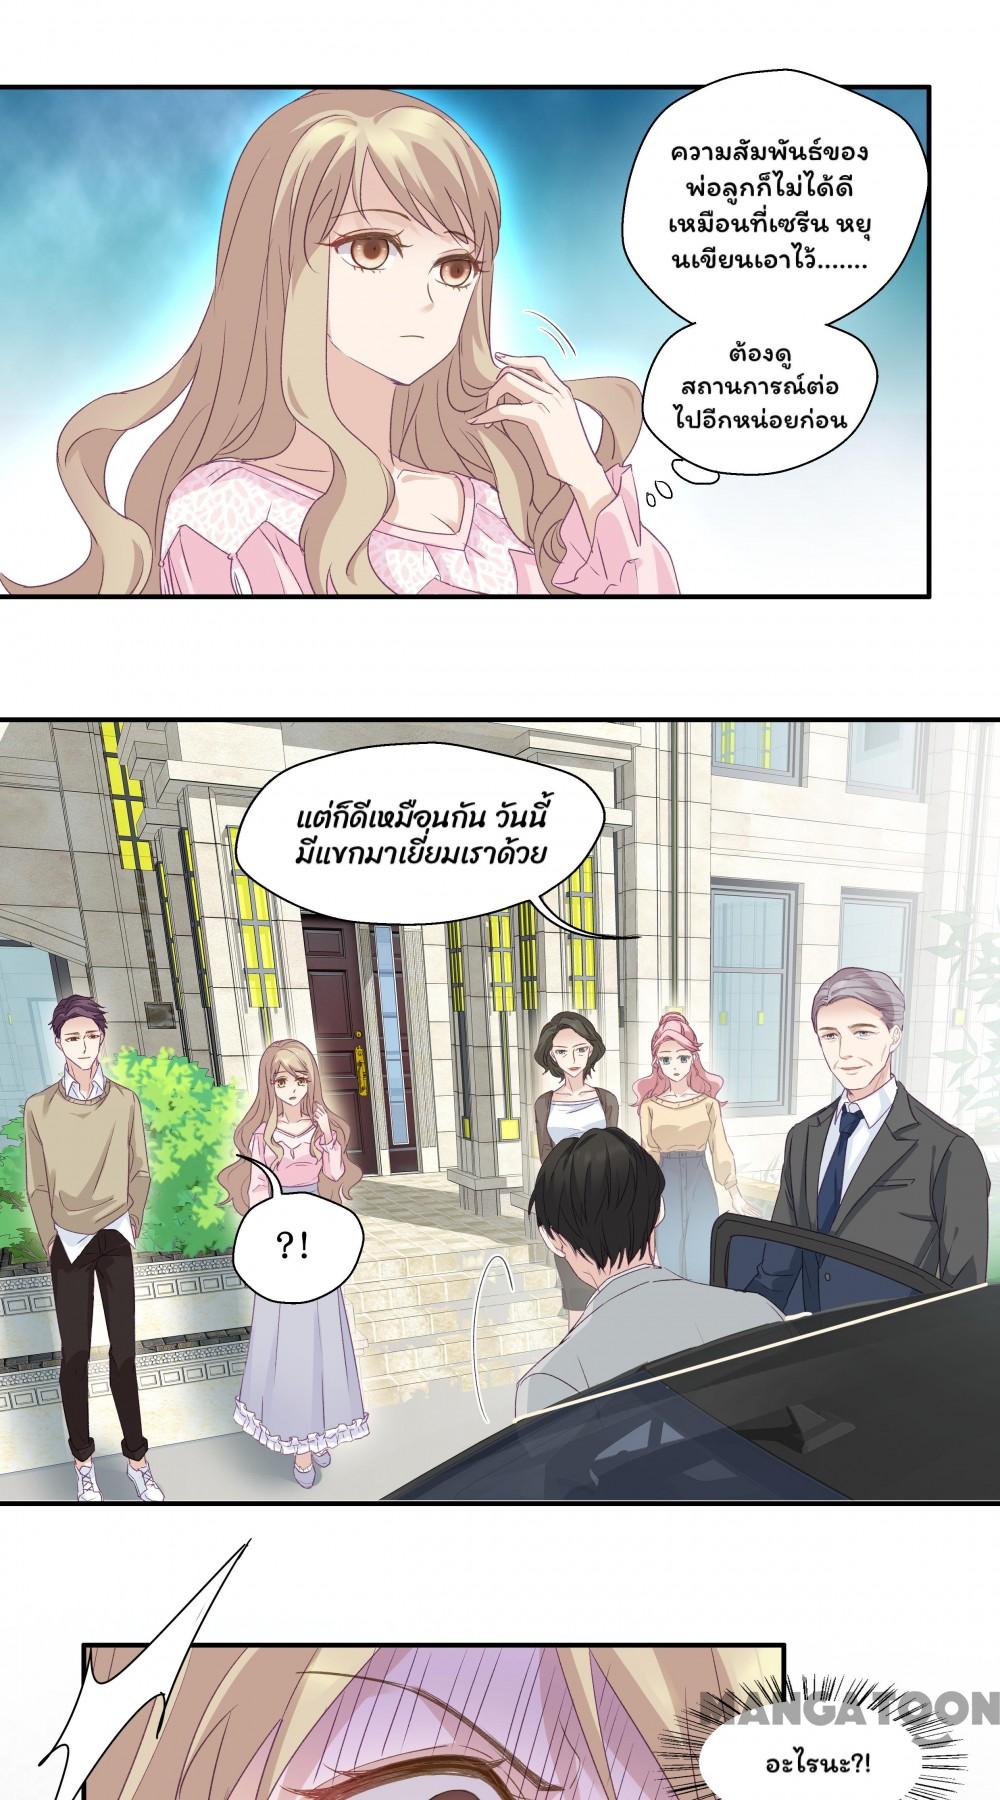 ความสัมพันธ์ของ
พ่อลูกก็ไม่ได้ดี
เหมือนที่เซรีน หยุ
นเขียนเอาไว้.......
ต้องดู
สถานการณ์ต่อ
ไปอีกหน่อยก่อน
แต่ก็ดีเหมือนกัน วันนี้
มีแขกมาเยี่ยมเราด้วย
?!
MANGATOON
อะไรนะ?!